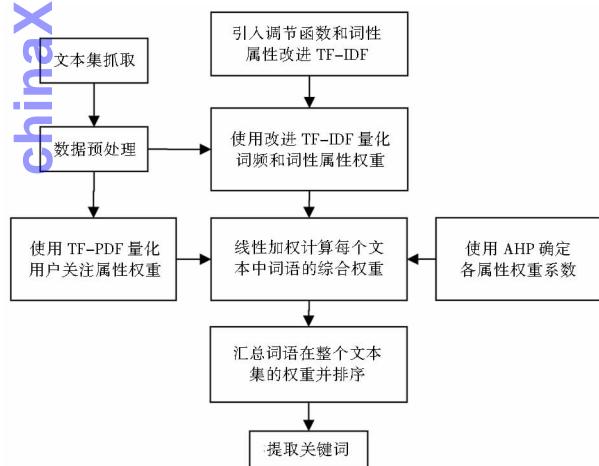 引入调节函数和词性
属性改进 TF-IDF
文本集抓取
数据预处理
使用改进 TF-IDF 量化
词频和词性属性权重
使用 TF-PDF 量化
用户关注属性权重
线性加权计算每个文
本中词语的综合权重
使用 AHP 确定
各属性权重系数
汇总词语在整个文本
集的权重并排序
提取关键词
chinaX